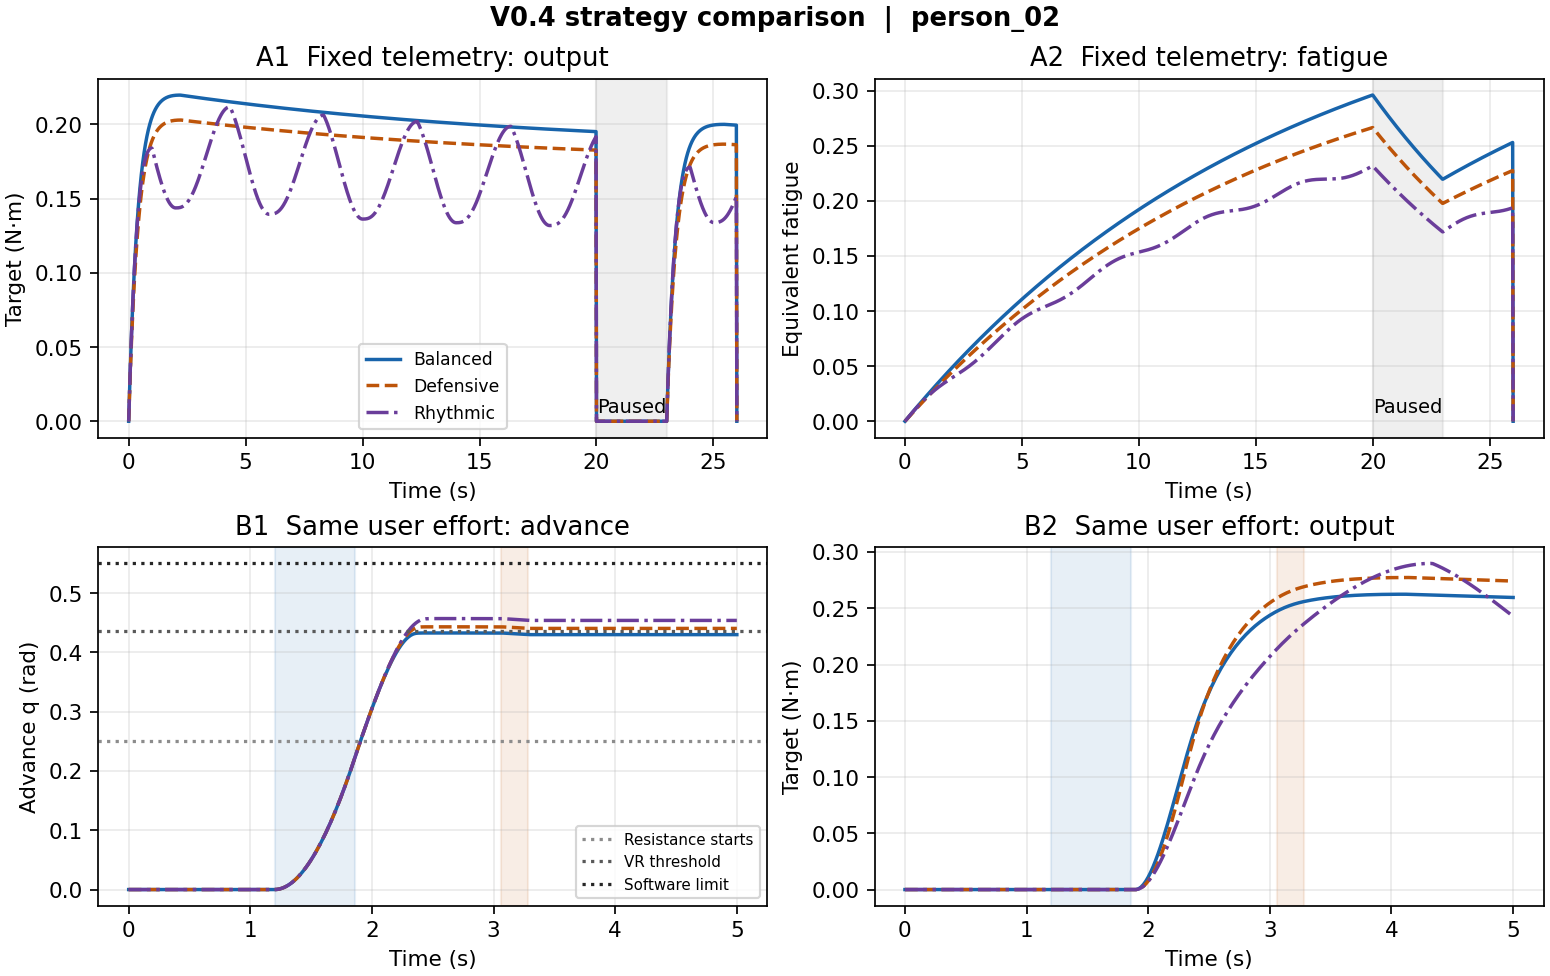 V0.4 strategy comparison  |  person_02
A1  Fixed telemetry: output
Target (N·m)
0.20
0.15
0.10
0.05
0.00
Balanced
Defensive
Rhythmic
Paused
0 5 10 15 20 25
Time (s)
A2  Fixed telemetry: fatigue
Equivalent fatigue
0.30
0.25
0.20
0.15
0.10
0.05
0.00
Paused
0 5 10 15 20 25
Time (s)
B1  Same user effort: advance
Advance q (rad)
0.5
0.4
0.3
0.2
0.1
0.0
Resistance starts
VR threshold
Software limit
0 1 2 3 4 5
Time (s)
B2  Same user effort: output
Target (N·m)
0.30
0.25
0.20
0.15
0.10
0.05
0.00
0 1 2 3 4 5
Time (s)